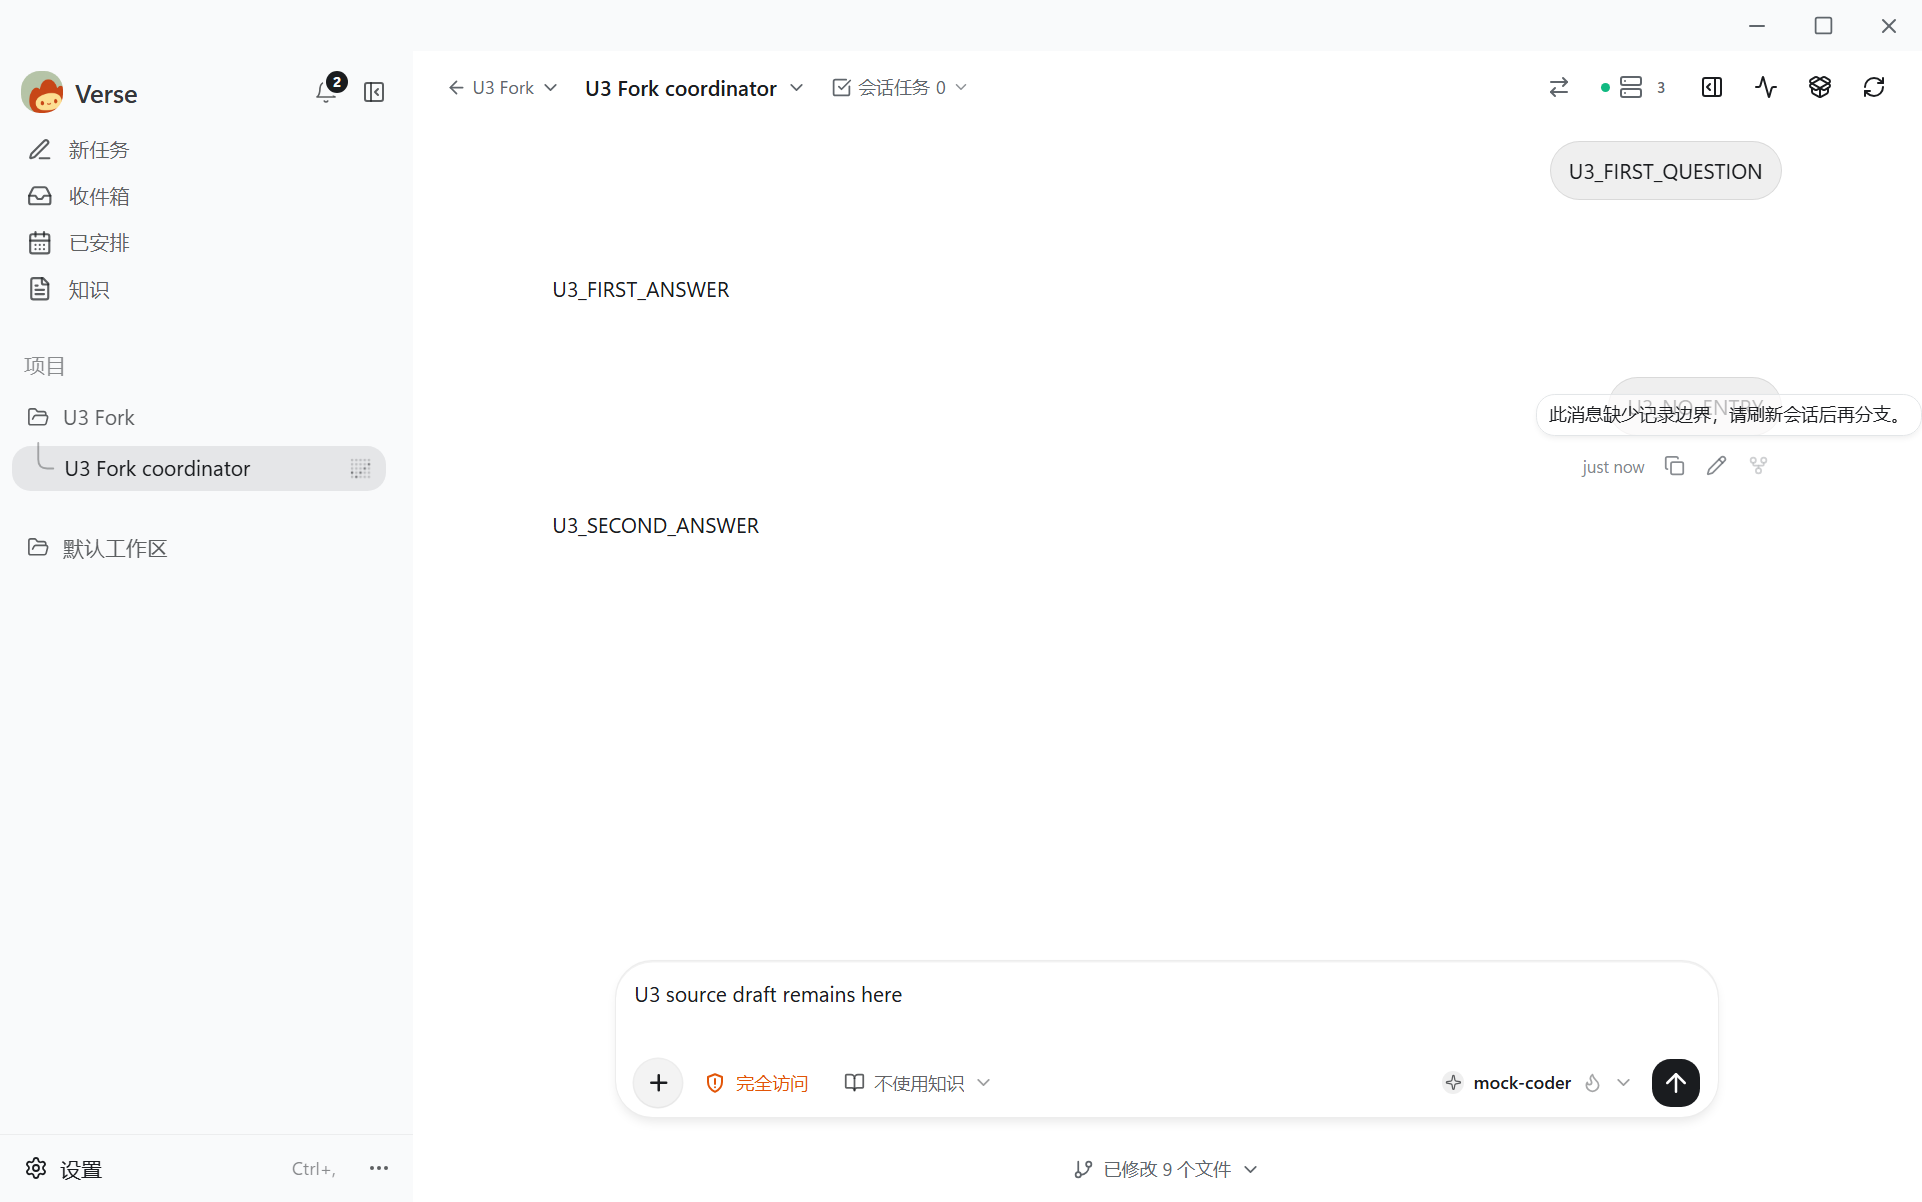 Verse
2
新任务
收件箱
已安排
知识
项目
U3 Fork
U3 Fork coordinator
默认工作区
设置
Ctrl+,
U3 Fork
U3 Fork coordinator
会话任务 0
3
U3_FIRST_QUESTION
U3_FIRST_ANSWER
U3_NO_ENTRY
此消息缺少记录边界，请刷新会话后再分支。
just now
U3_SECOND_ANSWER
U3 source draft remains here
完全访问
不使用知识
mock-coder
已修改 9 个文件